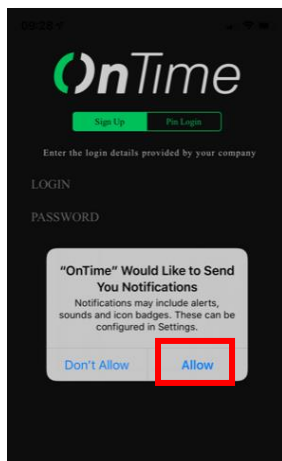 09:28
OnTime
Sign Up
Pin Login
Enter the login details provided by your company
LOGIN
PASSWORD
“OnTime” Would
Like to Send
You Notifications
Notifications may include alerts,
sounds and icon badges. These can be
configured in Settings.
Don’t Allow
Allow